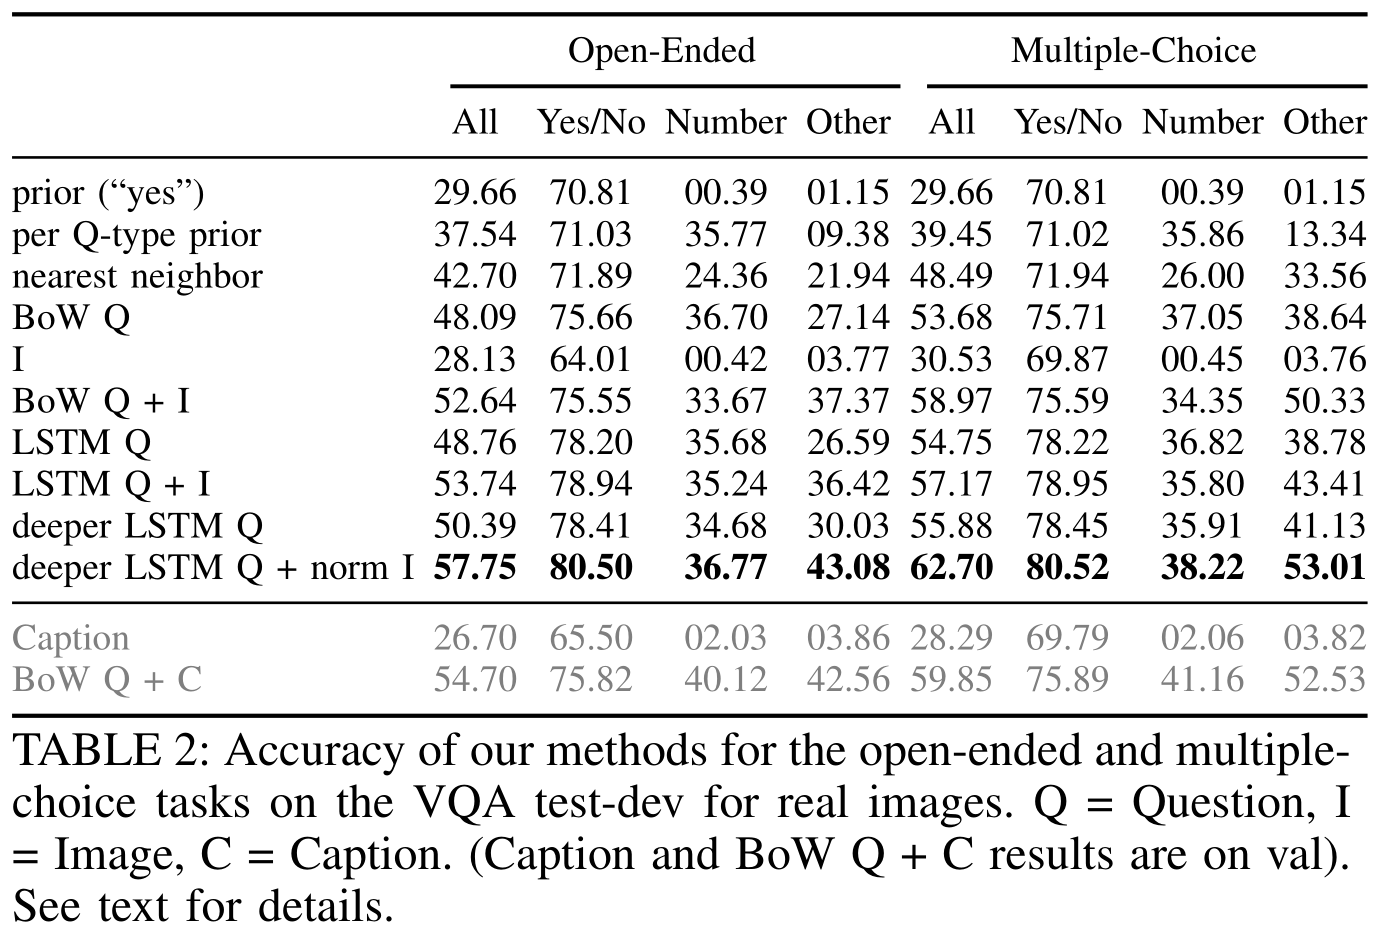 Open-Ended Multiple-Choice
All Yes/No Number Other All Yes/No Number Other
prior (“yes”) 29.66 70.81 00.39 01.15 29.66 70.81 00.39 01.15
per Q-type prior 37.54 71.03 35.77 09.38 39.45 71.02 35.86 13.34
nearest neighbor 42.70 71.89 24.36 21.94 48.49 71.94 26.00 33.56
BoW Q 48.09 75.66 36.70 27.14 53.68 75.71 37.05 38.64
I 28.13 64.01 00.42 03.77 30.53 69.87 00.45 03.76
BoW Q + I 52.64 75.55 33.67 37.37 58.97 75.59 34.35 50.33
LSTM Q 48.76 78.20 35.68 26.59 54.75 78.22 36.82 38.78
LSTM Q + I 53.74 78.94 35.24 36.42 57.17 78.95 35.80 43.41
deeper LSTM Q 50.39 78.41 34.68 30.03 55.88 78.45 35.91 41.13
deeper LSTM Q + norm I 57.75 80.50 36.77 43.08 62.70 80.52 38.22 53.01
Caption 26.70 65.50 02.03 03.86 28.29 69.79 02.06 03.82
BoW Q + C 54.70 75.82 40.12 42.56 59.85 75.89 41.16 52.53
TABLE 2: Accuracy of our methods for the open-ended and multiple-
choice tasks on the VQA test-dev for real images. Q = Question, I
= Image, C = Caption. (Caption and BoW Q + C results are on val).
See text for details.